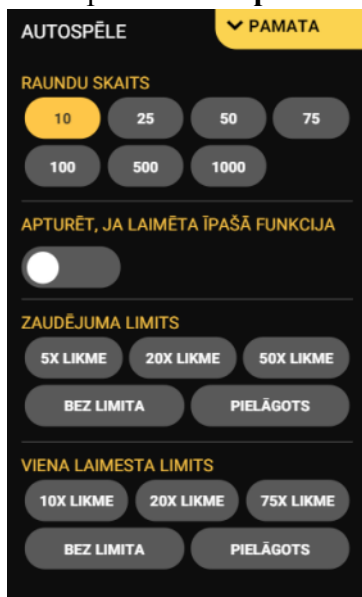 AUTOSPĒLE PAMATA
RAUNDU SKAITS
10 25 50 75
100 500 1000
APTURĒT, JA LAIMĒTA ĪPAŠĀ FUNKCIJA
ZAUDĒJUMA LIMITS
5X LIKME 20X LIKME 50X LIKME
BEZ LIMITA PIELĀGOTS
VIENA LAIMESTA LIMITS
10X LIKME 20X LIKME 75X LIKME
BEZ LIMITA PIELĀGOTS